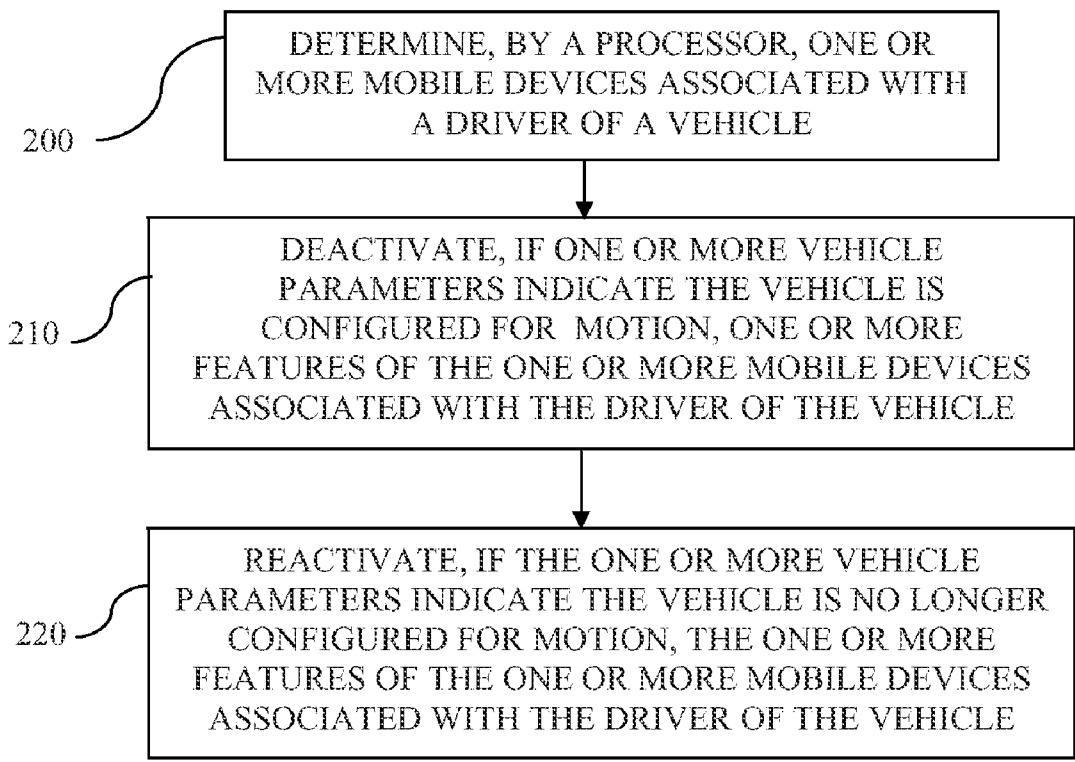 DETERMINE, BY A PROCESSOR, ONE OR
MORE MOBILE DEVICES ASSOCIATED WITH
A DRIVER OF A VEHICLE
200
DEACTIVATE, IF ONE OR MORE VEHICLE
PARAMETERS INDICATE THE VEHICLE IS
CONFIGURED FOR MOTION, ONE OR MORE
FEATURES OF THE ONE OR MORE MOBILE DEVICES
ASSOCIATED WITH THE DRIVER OF THE VEHICLE
210
REACTIVATE, IF THE ONE OR MORE VEHICLE
PARAMETERS INDICATE THE VEHICLE IS NO LONGER
CONFIGURED FOR MOTION, THE ONE OR MORE
FEATURES OF THE ONE OR MORE MOBILE DEVICES
ASSOCIATED WITH THE DRIVER OF THE VEHICLE
220